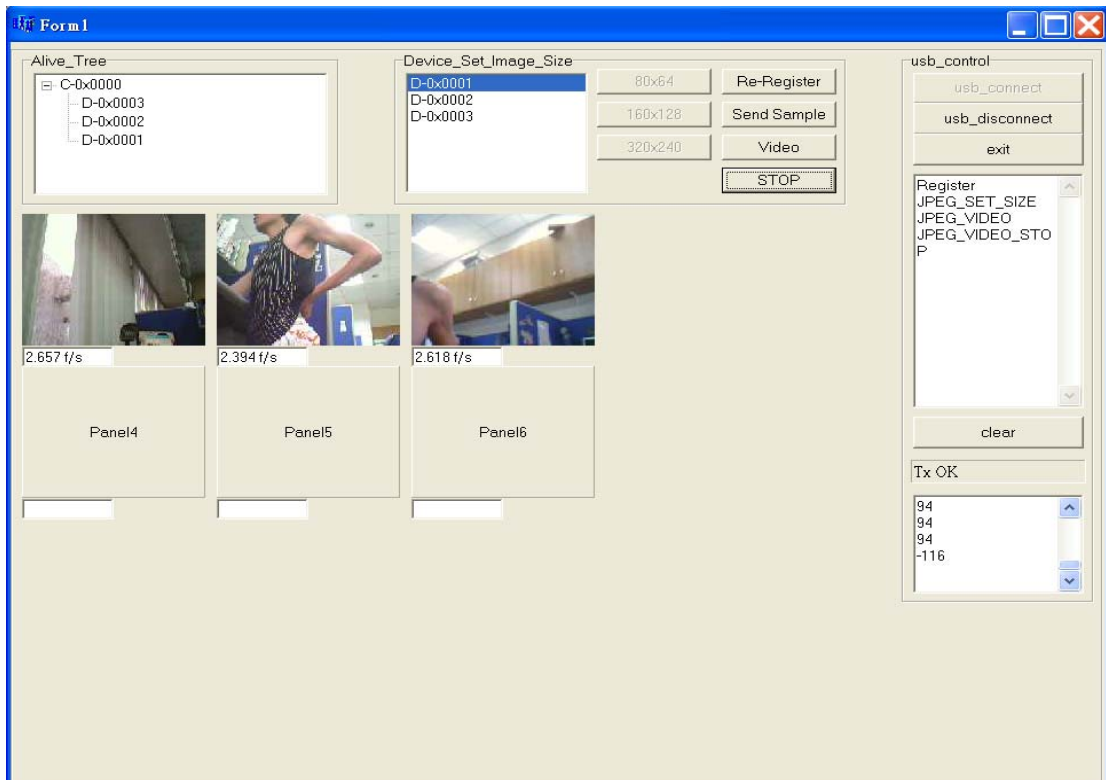 Form1
Alive_Tree
C-0x0000
D-0x0003
D-0x0002
D-0x0001
Device_Set_Image_Size
D-0x0001
D-0x0002
D-0x0003
80x64
160x128
320x240
Re-Register
Send Sample
Video
STOP
usb_control
usb_connect
usb_disconnect
exit
Register
JPEG_SET_SIZE
JPEG_VIDEO
JPEG_VIDEO_STO
P
clear
Tx OK
94
94
94
-116
2.657 f/s
2.394 f/s
2.618 f/s
Panel4
Panel5
Panel6